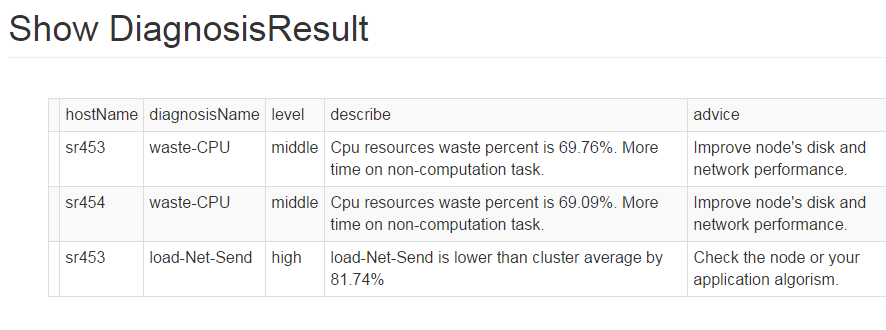 Show DiagnosisResult
hostName diagnosisName level describe advice
sr453 waste-CPU middle Cpu resources waste percent is 69.76%. More Improve node's disk and
time on non-computation task. network performance.
sr454 waste-CPU middle Cpu resources waste percent is 69.09%. More Improve node's disk and
time on non-computation task. network performance.
sr453 load-Net-Send high load-Net-Send is lower than cluster average by Check the node or your
81.74% application algorism.